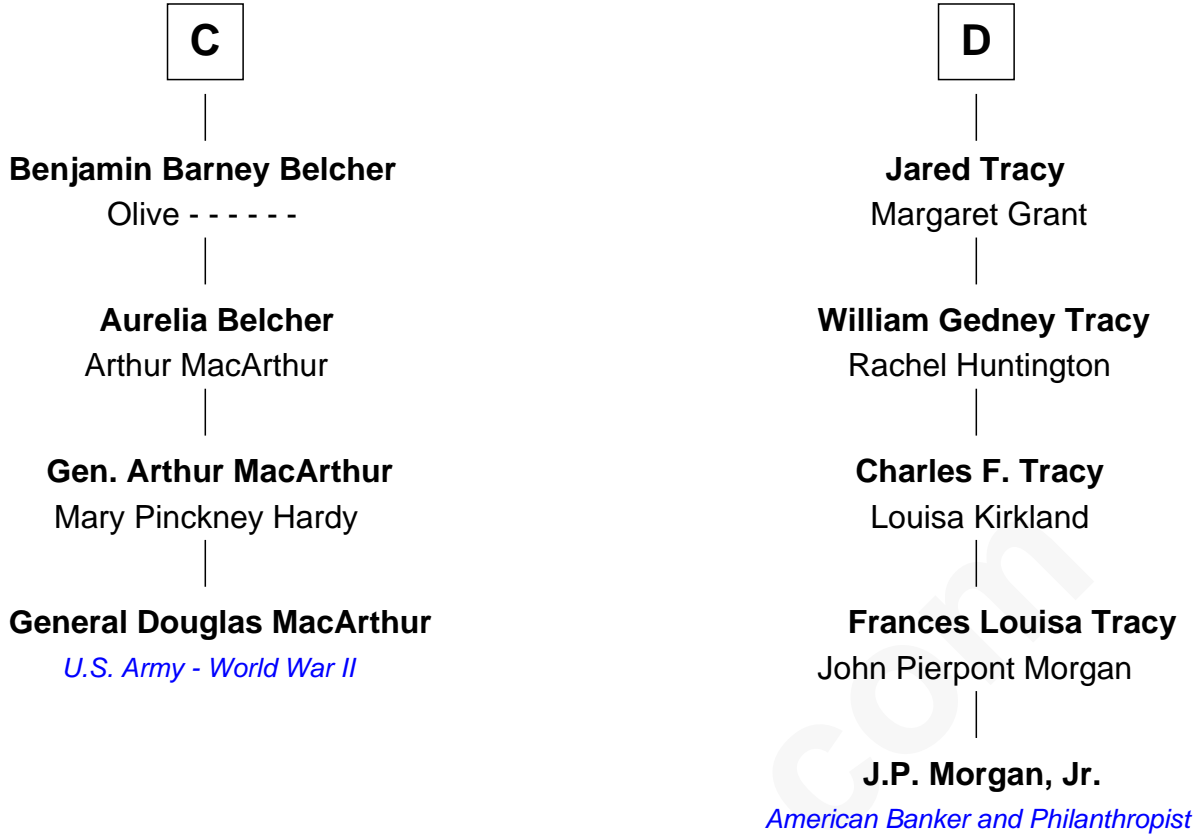 C
Benjamin Barney Belcher
Olive - - - - - -
Aurelia Belcher
Arthur MacArthur
Gen. Arthur MacArthur
Mary Pinckney Hardy
General Douglas MacArthur
U.S. Army - World War II
D
Jared Tracy
Margaret Grant
William Gedney Tracy
Rachel Huntington
Charles F. Tracy
Louisa Kirkland
Frances Louisa Tracy
John Pierpont Morgan
J.P. Morgan, Jr.
American Banker and Philanthropist
com